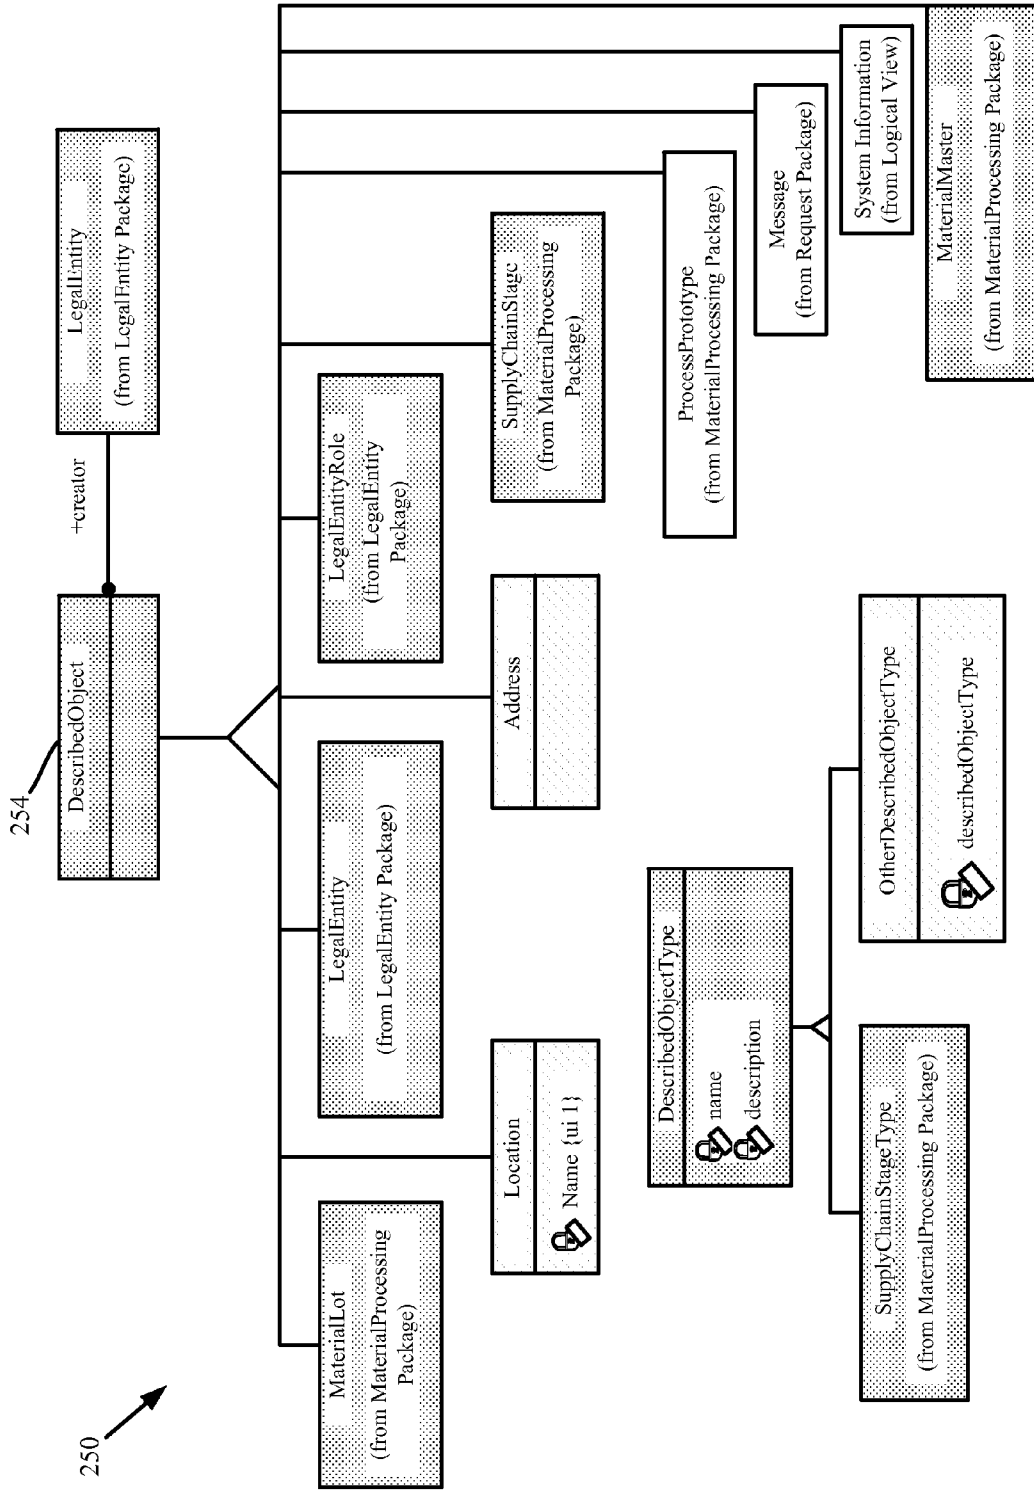 250
254
DescribedObject
+creator
LegalEntity
(from LegalEntity Package)
MaterialLot
(from MaterialProcessing
Package)
LegalEntity
(from LegalEntity Package)
LegalEntityRole
(from LegalEntity
Package)
Location
Name {ui 1}
Address
SupplyChainStage
(from MaterialProcessing
Package)
ProcessPrototype
(from MaterialProcessing Package)
Message
(from Request Package)
System Information
(from Logical View)
MaterialMaster
(from MaterialProcessing Package)
DescribedObjectType
name
description
SupplyChainStageType
(from MaterialProcessing Package)
OtherDescribedObjectType
describedObjectType